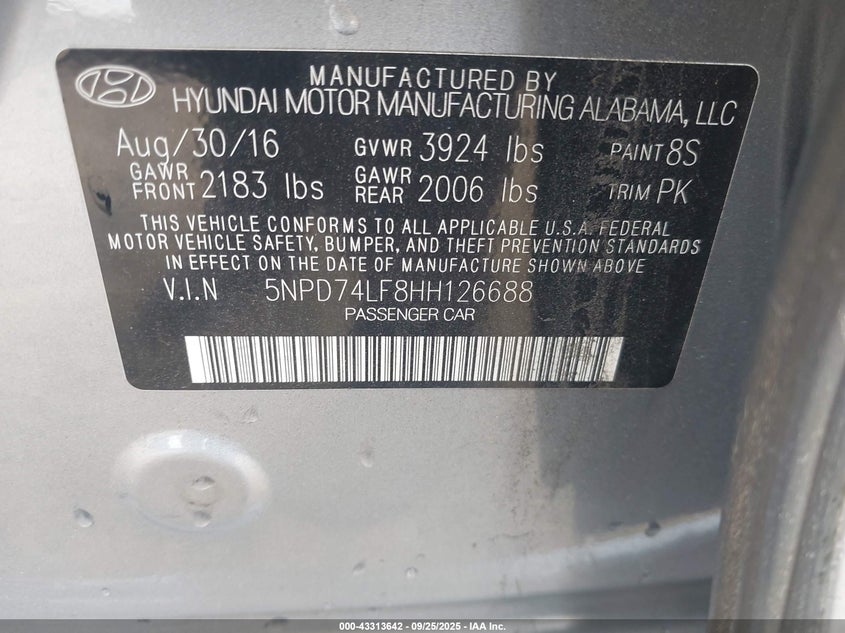 MANUFACTURED BY
HYUNDAI MOTOR MANUFACTURING ALABAMA, LLC
Aug/30/16 GVWR 3924 lbs PAINT 8S
GAWR FRONT 2183 lbs GAWR REAR 2006 lbs TRIM PK
THIS VEHICLE CONFORMS TO ALL APPLICABLE U.S.A. FEDERAL
MOTOR VEHICLE SAFETY, BUMPER, AND THEFT PREVENTION STANDARDS
IN EFFECT ON THE DATE OF MANUFACTURE SHOWN ABOVE.
V.I.N 5NPD74LF8HH126688
PASSENGER CAR
000-43313642 - 09/25/2025 - IAA Inc.